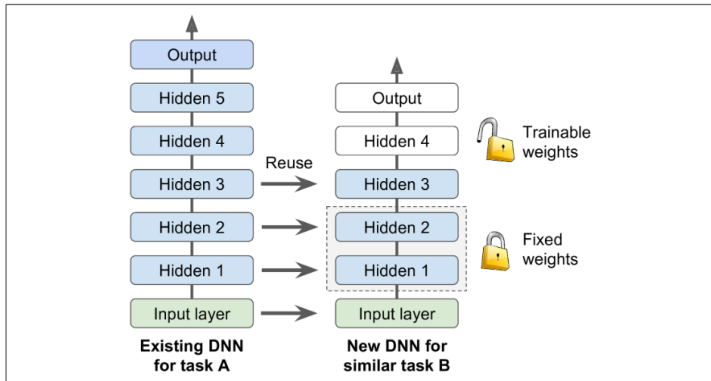 Output
Hidden 5
Hidden 4
Hidden 3
Hidden 2
Hidden 1
Input layer
Existing DNN
for task A
Reuse
Output
Hidden 4
Hidden 3
Hidden 2
Hidden 1
Input layer
New DNN for
similar task B
Trainable
weights
Fixed
weights